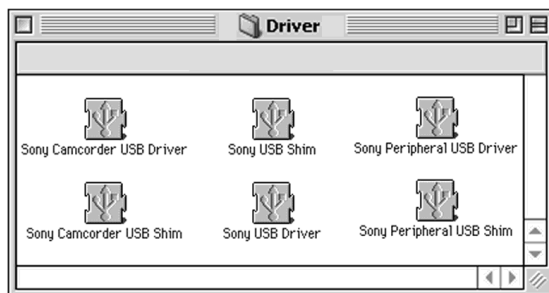 Driver
Sony Camcorder USB Driver
Sony USB Shim
Sony Peripheral USB Driver
Sony Camcorder USB Shim
Sony USB Driver
Sony Peripheral USB Shim